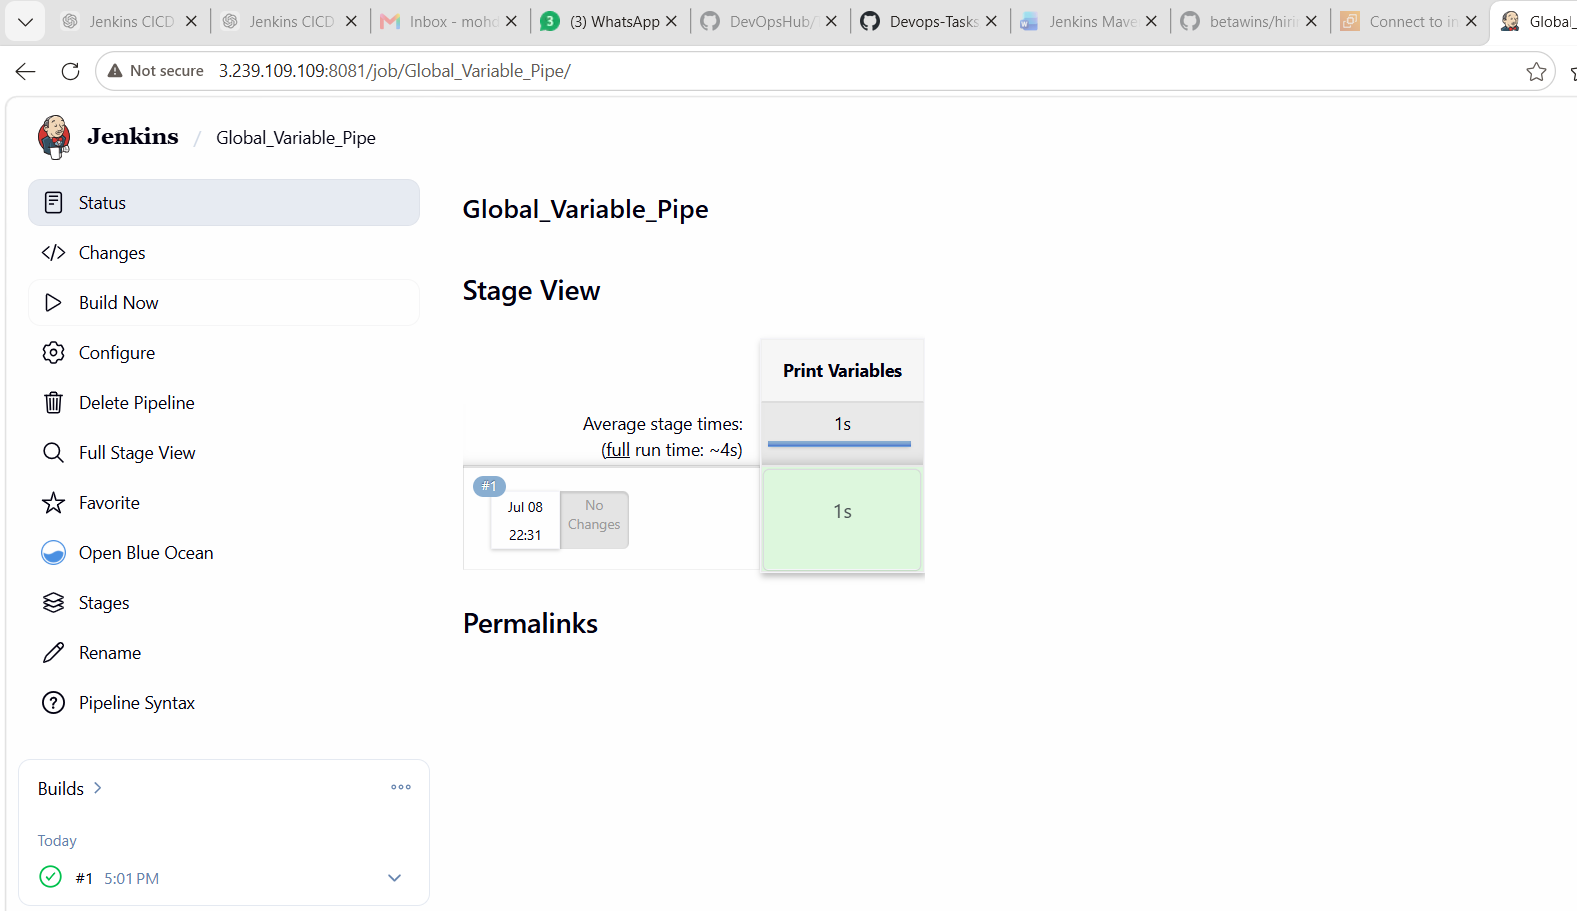 Jenkins CICD
Jenkins CICD
Inbox - mohd
3 (3) WhatsApp
DevOpsHub/
Devops-Tasks
Jenkins Mave
betawins/hiri
Connect to in
Global_
Not secure 3.239.109.109:8081/job/Global_Variable_Pipe/
Jenkins / Global_Variable_Pipe
Status
Changes
Build Now
Configure
Delete Pipeline
Full Stage View
Favorite
Open Blue Ocean
Stages
Rename
Pipeline Syntax
Builds
Today
#1 5:01 PM
Global_Variable_Pipe
Stage View
Print Variables
Average stage times:
(full run time: ~4s)
1s
#1
Jul 08
22:31
No
Changes
1s
Permalinks